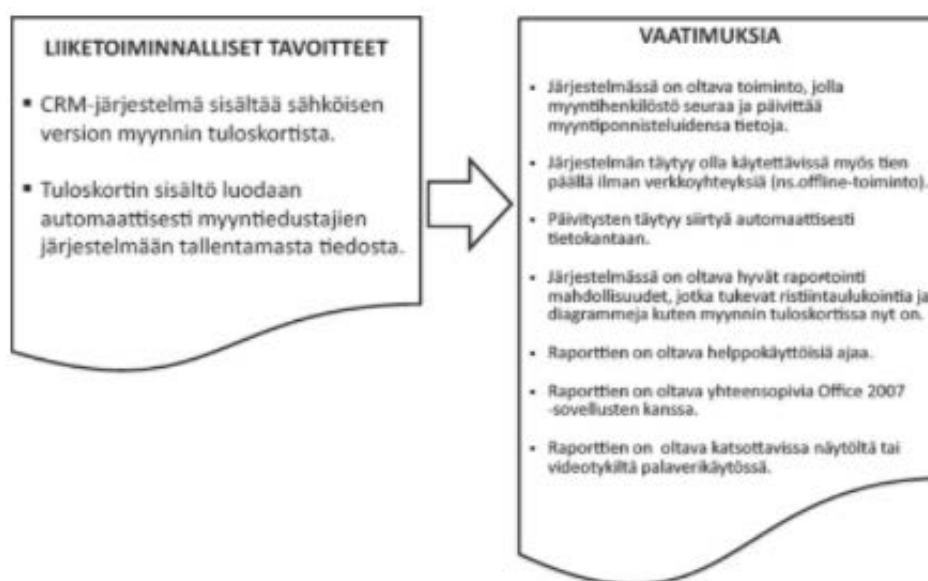 LIIKETOIMINNALLISET TAVOITTEET
▪ CRM-järjestelmä sisältää sähköisen
version myynnin tuloskortista.
▪ Tuloskortin sisältö luodaan
automaattisesti myyntiedustajien
järjestelmään tallentamasta tiedosta.
VAATIMUKSIA
▪ Järjestelmässä on oltava toiminto, jolla
myyntihenkilöstö seuraa ja päivittää
myyntiponnisteluidensa tietoja.
▪ Järjestelmän täytyy olla käytettävissä myös tien
päällä ilman verkkoyhteyksiä (ns.offline-toiminto).
▪ Päivitysten täytyy siirtyä automaattisesti
tietokantaan.
▪ Järjestelmässä on oltava hyvät raportointi
mahdollisuudet, jotka tukevat ristiintaulukointia ja
diagrammeja kuten myynnin tuloskortissa nyt on.
▪ Raporttien on oltava helppokäyttöisiä ajaa.
▪ Raporttien on oltava yhteensopivia Office 2007
-sovellusten kanssa.
▪ Raporttien on oltava katsottavissa näytöltä tai
videotykiltä palaverikäytössä.